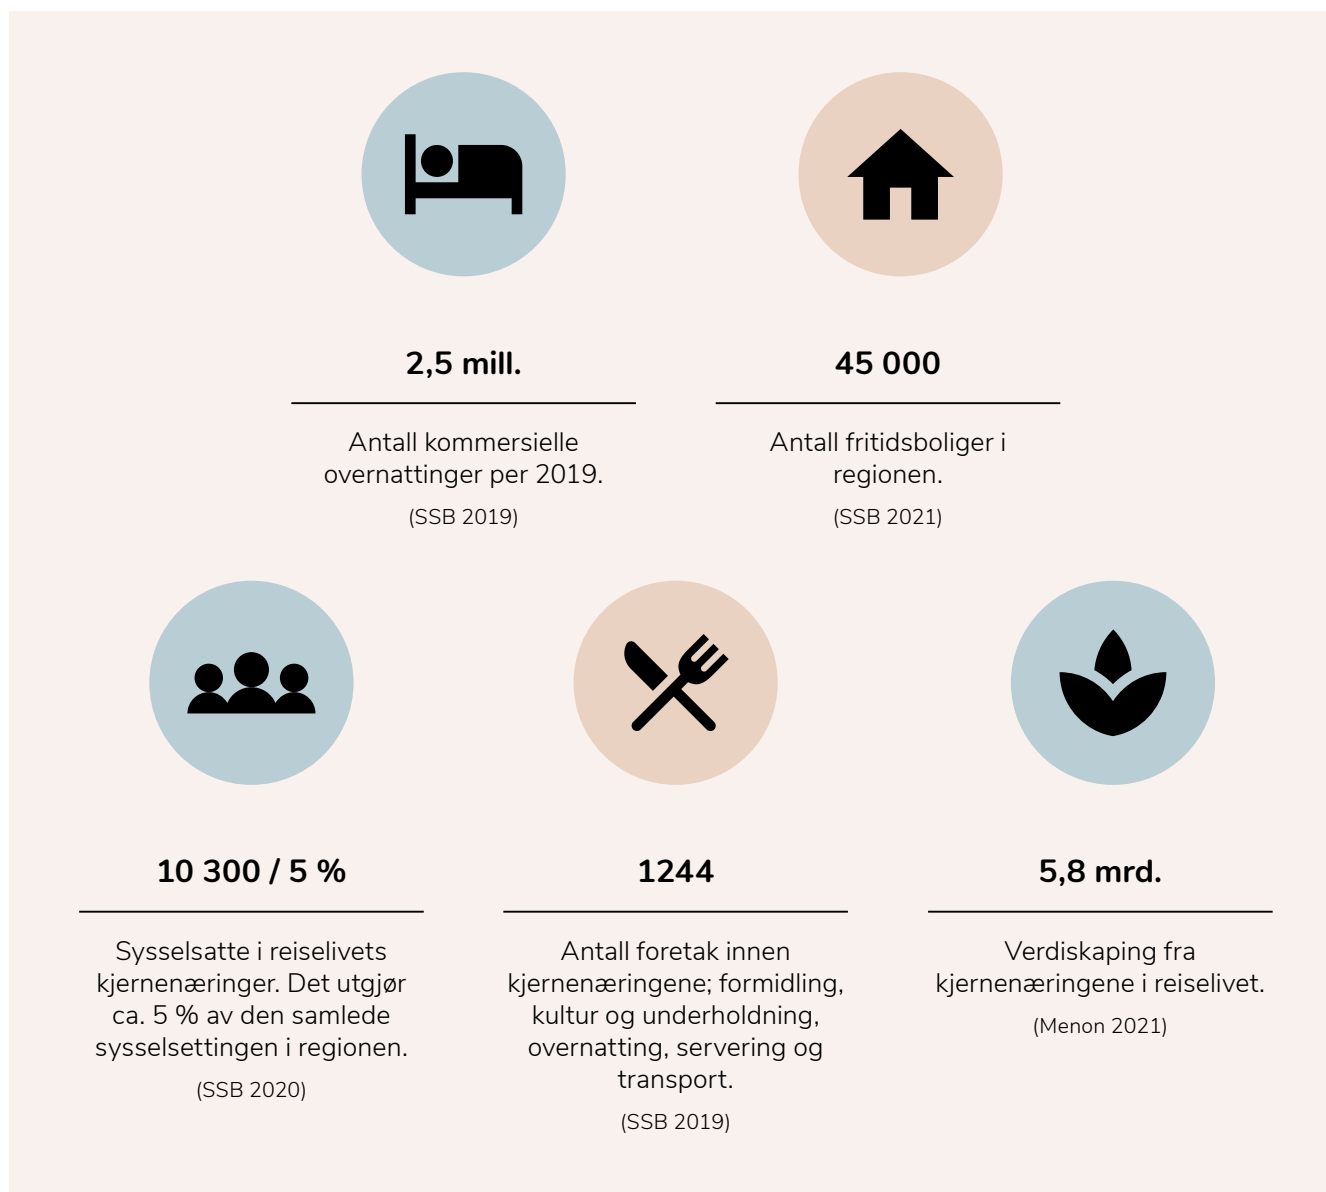 2,5 mill.
Antall kommersielle
overnattinger per 2019.
(SSB 2019)
45 000
Antall fritidsboliger i
regionen.
(SSB 2021)
10 300 / 5 %
Sysselsatte i reiselivets
kjernenæringer. Det utgjør
ca. 5 % av den samlede
sysselsettingen i regionen.
(SSB 2020)
1244
Antall foretak innen
kjernenæringene; formidling,
kultur og underholdning,
overnatting, servering og
transport.
(SSB 2019)
5,8 mrd.
Verdiskaping fra
kjernenæringene i reiselivet.
(Menon 2021)